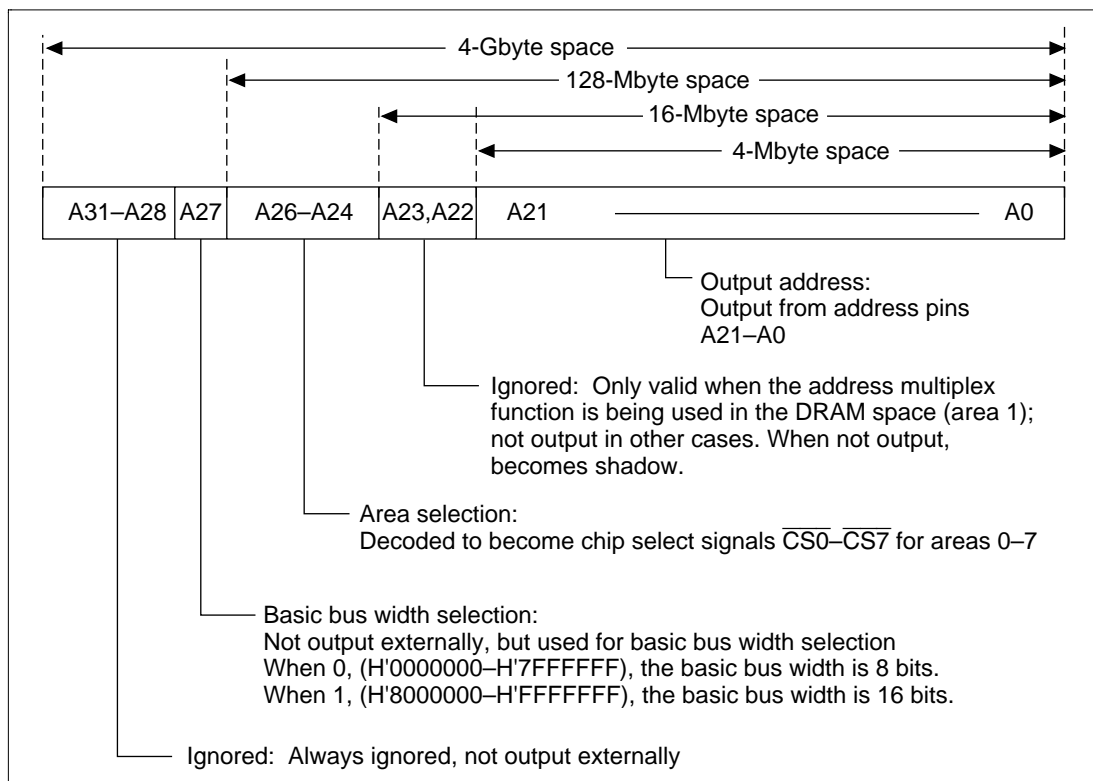 4-Gbyte space
128-Mbyte space
16-Mbyte space
4-Mbyte space
A31–A28 A27 A26–A24 A23,A22 A21 A0
Output address:
Output from address pins
A21–A0
Ignored: Only valid when the address multiplex
function is being used in the DRAM space (area 1);
not output in other cases. When not output,
becomes shadow.
Area selection:
Decoded to become chip select signals C̅S̅0̅–C̅S̅7̅ for areas 0–7
Basic bus width selection:
Not output externally, but used for basic bus width selection
When 0, (H'0000000–H'7FFFFFF), the basic bus width is 8 bits.
When 1, (H'8000000–H'FFFFFFF), the basic bus width is 16 bits.
Ignored: Always ignored, not output externally